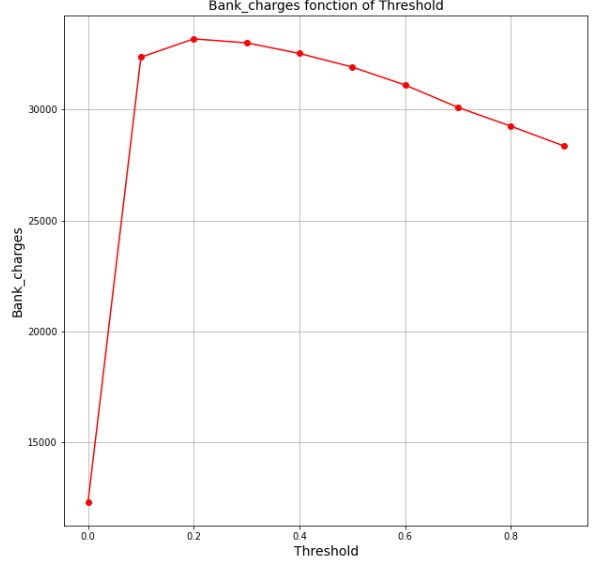 Bank_charges fonction of Threshold
Bank_charges
30000
25000
20000
15000
0.0 0.2 0.4 0.6 0.8
Threshold